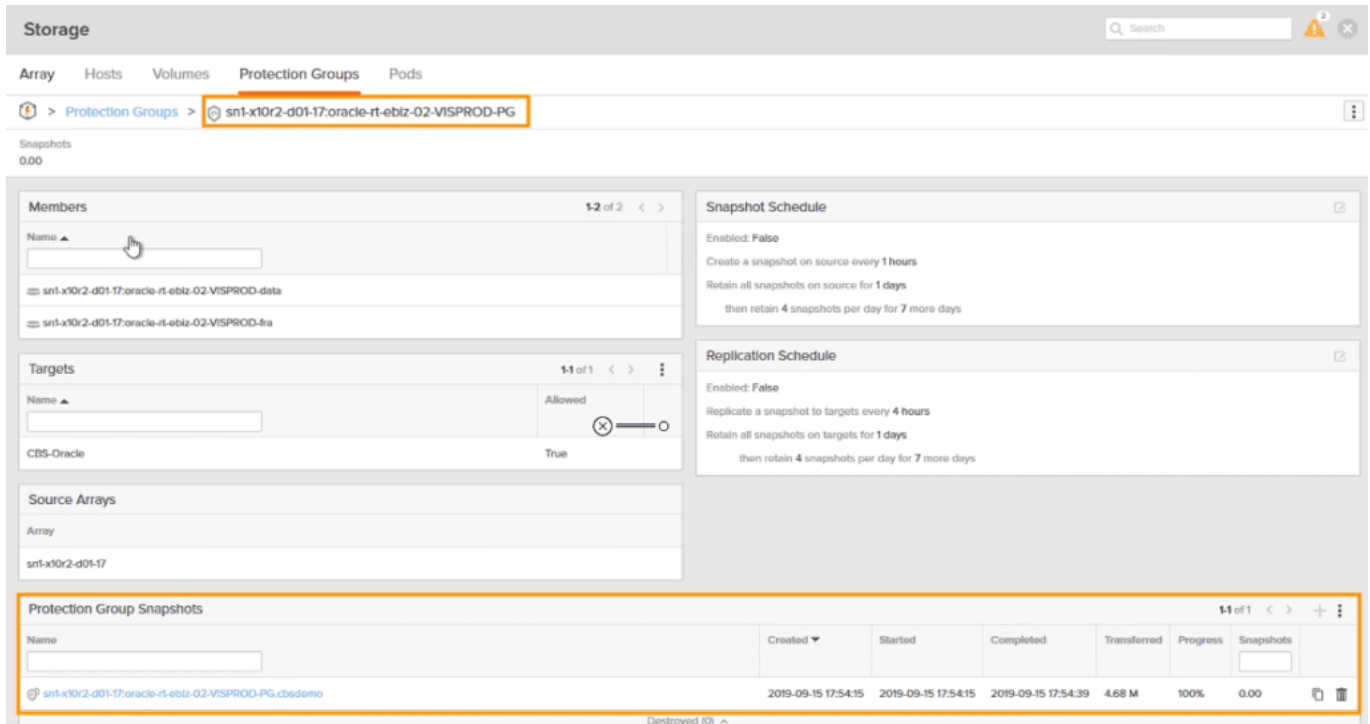 Storage
Search
2
Array Hosts Volumes Protection Groups Pods
> Protection Groups > sn1-x10r2-d01-17:oracle-rt-ebiz-02-VISPROD-PG
Snapshots
0.00
Members 1-2 of 2 < >
Name
sn1-x10r2-d01-17:oracle-rt-ebiz-02-VISPROD-data
sn1-x10r2-d01-17:oracle-rt-ebiz-02-VISPROD-fra
Snapshot Schedule
Enabled: False
Create a snapshot on source every 1 hours
Retain all snapshots on source for 1 days
then retain 4 snapshots per day for 7 more days
Targets 1-1 of 1 < >
Name Allowed
CBS-Oracle True
Replication Schedule
Enabled: False
Replicate a snapshot to targets every 4 hours
Retain all snapshots on targets for 1 days
then retain 4 snapshots per day for 7 more days
Source Arrays
Array
sn1-x10r2-d01-17
Protection Group Snapshots 1-1 of 1 < > +
Name Created Started Completed Transferred Progress Snapshots
sn1-x10r2-d01-17:oracle-rt-ebiz-02-VISPROD-PG.cbsdemo 2019-09-15 17:54:15 2019-09-15 17:54:15 2019-09-15 17:54:39 4.68 M 100% 0.00
Destroyed (0)